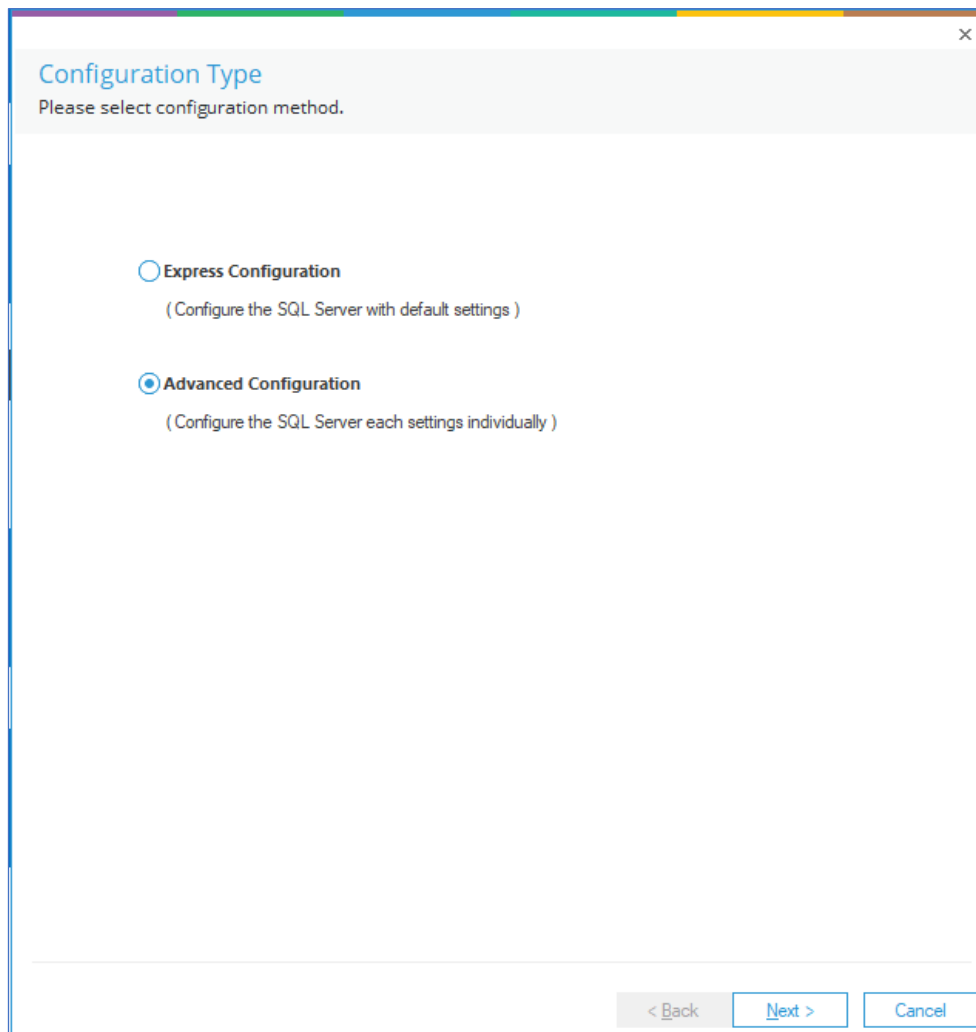 Configuration Type
Please select configuration method.
Express Configuration
( Configure the SQL Server with default settings )
Advanced Configuration
( Configure the SQL Server each settings individually )
< Back
Next >
Cancel